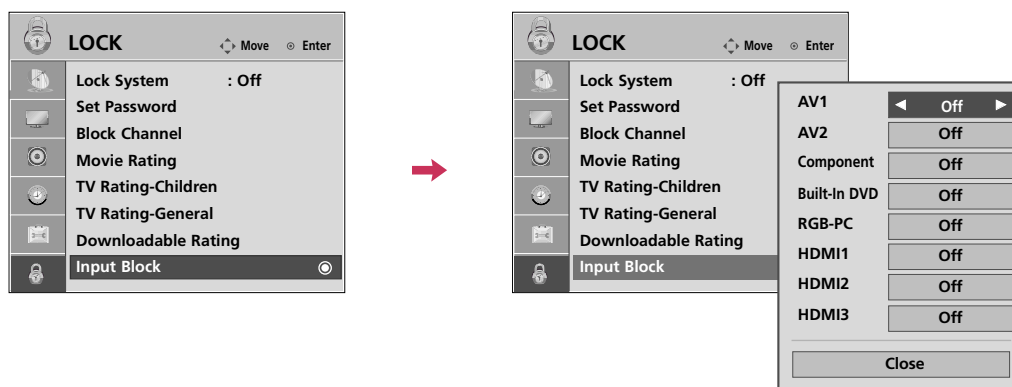 LOCK
Move Enter
Lock System : Off
Set Password
Block Channel
Movie Rating
TV Rating-Children
TV Rating-General
Downloadable Rating
Input Block
LOCK
Move Enter
Lock System : Off
Set Password
Block Channel
Movie Rating
TV Rating-Children
TV Rating-General
Downloadable Rating
Input Block
AV1 ◀ Off ▶
AV2 Off
Component Off
Built-In DVD Off
RGB-PC Off
HDMI1 Off
HDMI2 Off
HDMI3 Off
Close